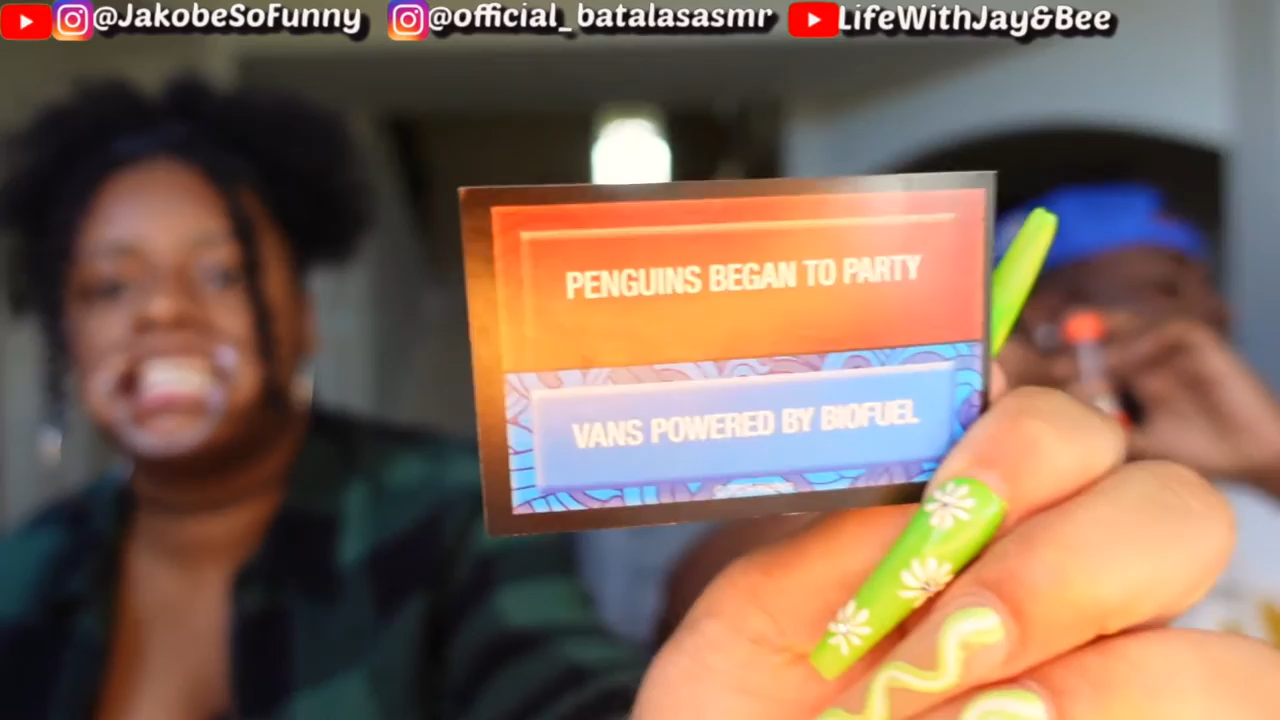 @JakobeSoFunny @official_batalasasmr LifeWithJay&Bee
PENGUINS BEGAN TO PARTY
VANS POWERED BY BIOFUEL